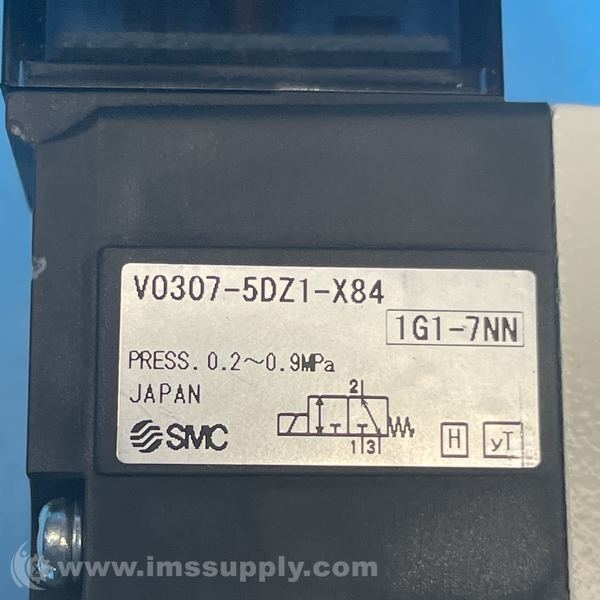 V0307-5DZ1-X84
1G1-7NN
PRESS. 0.2~0.9MPa
JAPAN
SMC
2
1 3
H
yT
www.imssupply.com